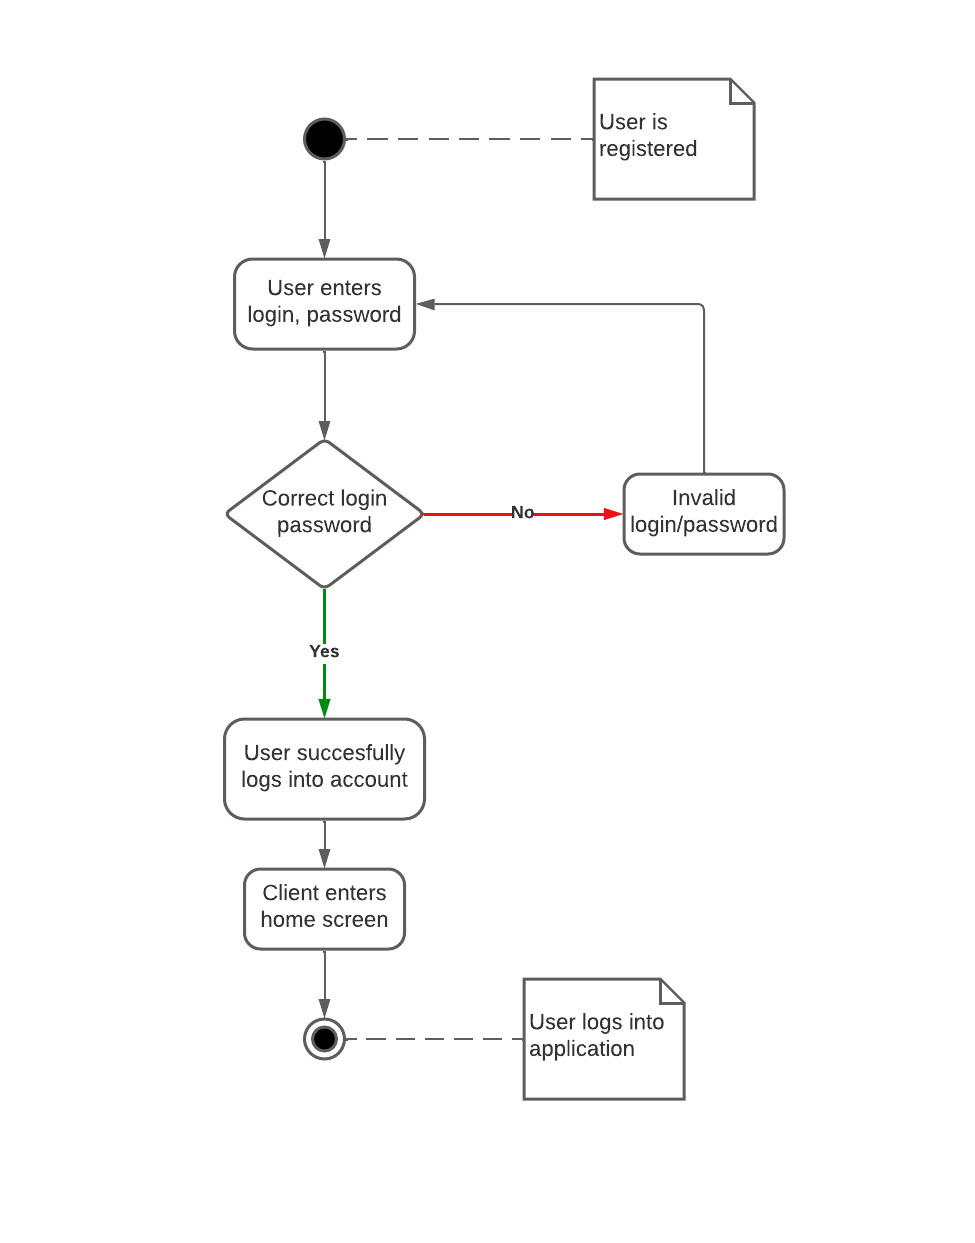 User is
registered
User enters
login, password
Correct login
password
No
Invalid
login/password
Yes
User succesfully
logs into account
Client enters
home screen
User logs into
application